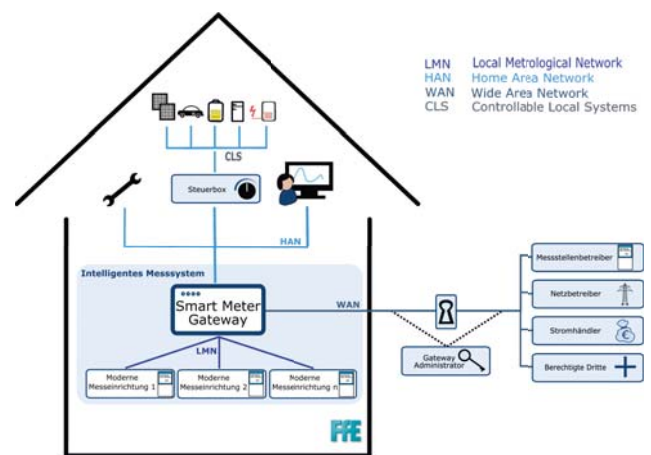 LMN Local Metrological Network
HAN Home Area Network
WAN Wide Area Network
CLS Controllable Local Systems
CLS
Steuerbox
HAN
Intelligentes Messsystem
Smart Meter
Gateway
WAN
LMN
Moderne
Messeinrichtung 1
Moderne
Messeinrichtung 2
Moderne
Messeinrichtung n
Gateway
Administrator
Messstellenbetreiber
Netzbetreiber
Stromhändler
Berechtigte Dritte
FfE